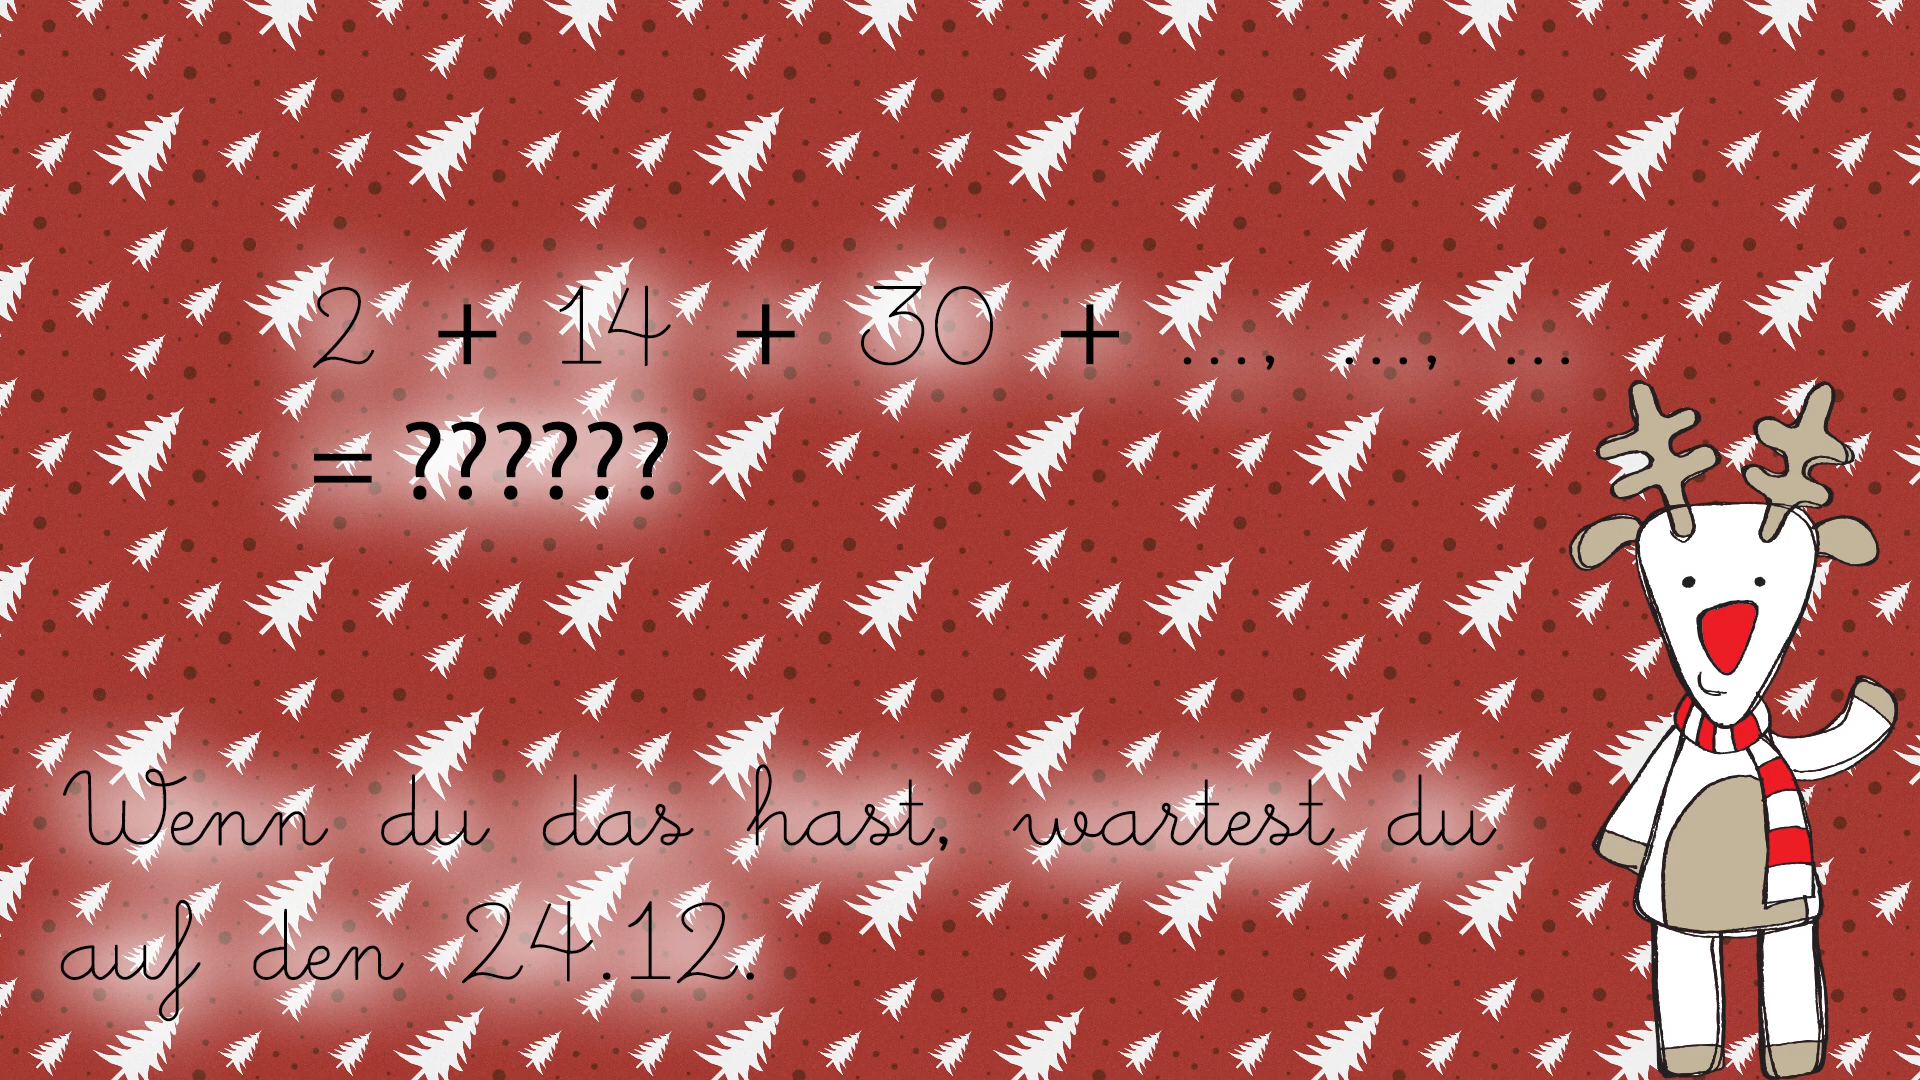 2 + 14 + 30 + ..., ..., ...
= ??????
Wenn du das hast, wartest du
auf den 24.12.